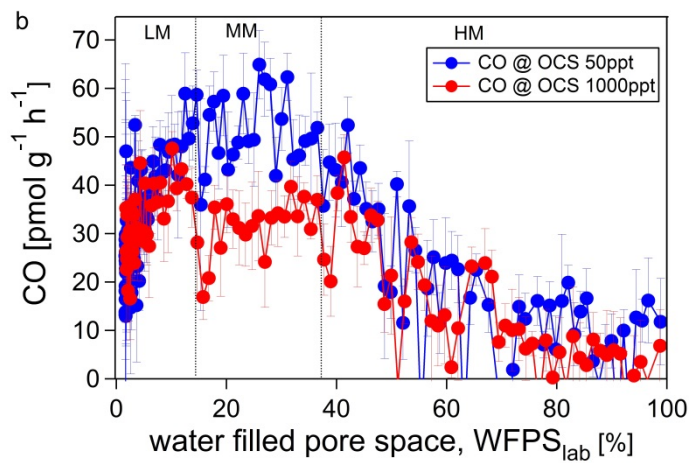 b
LM MM HM
CO @ OCS 50ppt
CO @ OCS 1000ppt
70
60
50
40
30
20
10
0
CO [pmol g⁻¹ h⁻¹]
0 20 40 60 80 100
water filled pore space, WFPSlab [%]